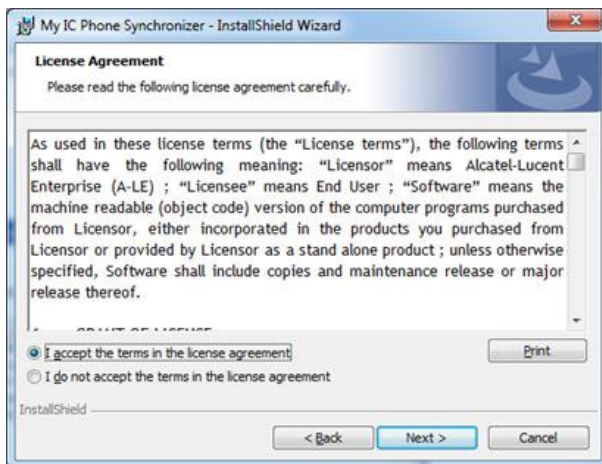 My IC Phone Synchronizer - InstallShield Wizard
License Agreement
Please read the following license agreement carefully.
As used in these license terms (the “License terms”), the following terms
shall have the following meaning: “Licensor” means Alcatel-Lucent
Enterprise (A-LE) ; “Licensee” means End User ; “Software” means the
machine readable (object code) version of the computer programs purchased
from Licensor, either incorporated in the products you purchased from
Licensor or provided by Licensor as a stand alone product ; unless otherwise
specified, Software shall include copies and maintenance release or major
release thereof.
GRANT OF LICENSE
I accept the terms in the license agreement
Print
I do not accept the terms in the license agreement
InstallShield
< Back
Next >
Cancel